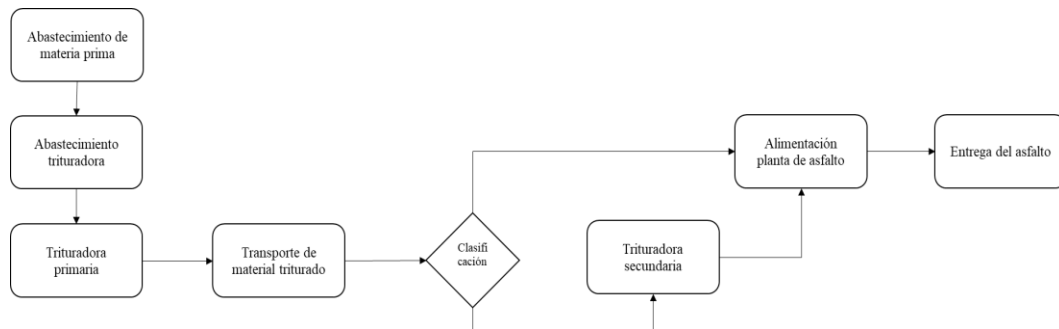 Abastecimiento de
materia prima
Abastecimiento
trituradora
Trituradora
primaria
Transporte de
material triturado
Clasifi
cación
Trituradora
secundaria
Alimentación
planta de asfalto
Entrega del asfalto